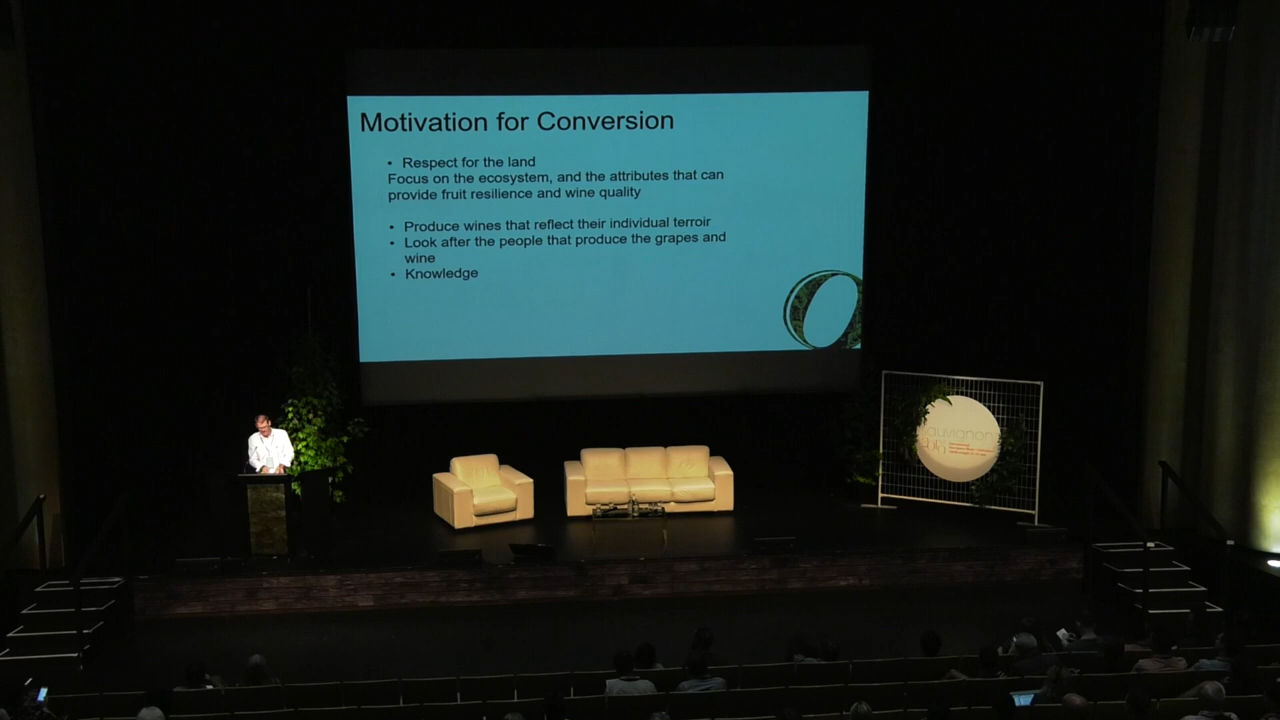 Motivation for Conversion
• Respect for the land
Focus on the ecosystem, and the attributes that can
provide fruit resilience and wine quality
• Produce wines that reflect their individual terroir
• Look after the people that produce the grapes and
wine
• Knowledge
O
auvignon